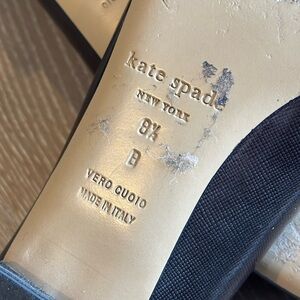 kate spade
NEW YORK
8½
B
VERO CUOIO
MADE IN ITALY